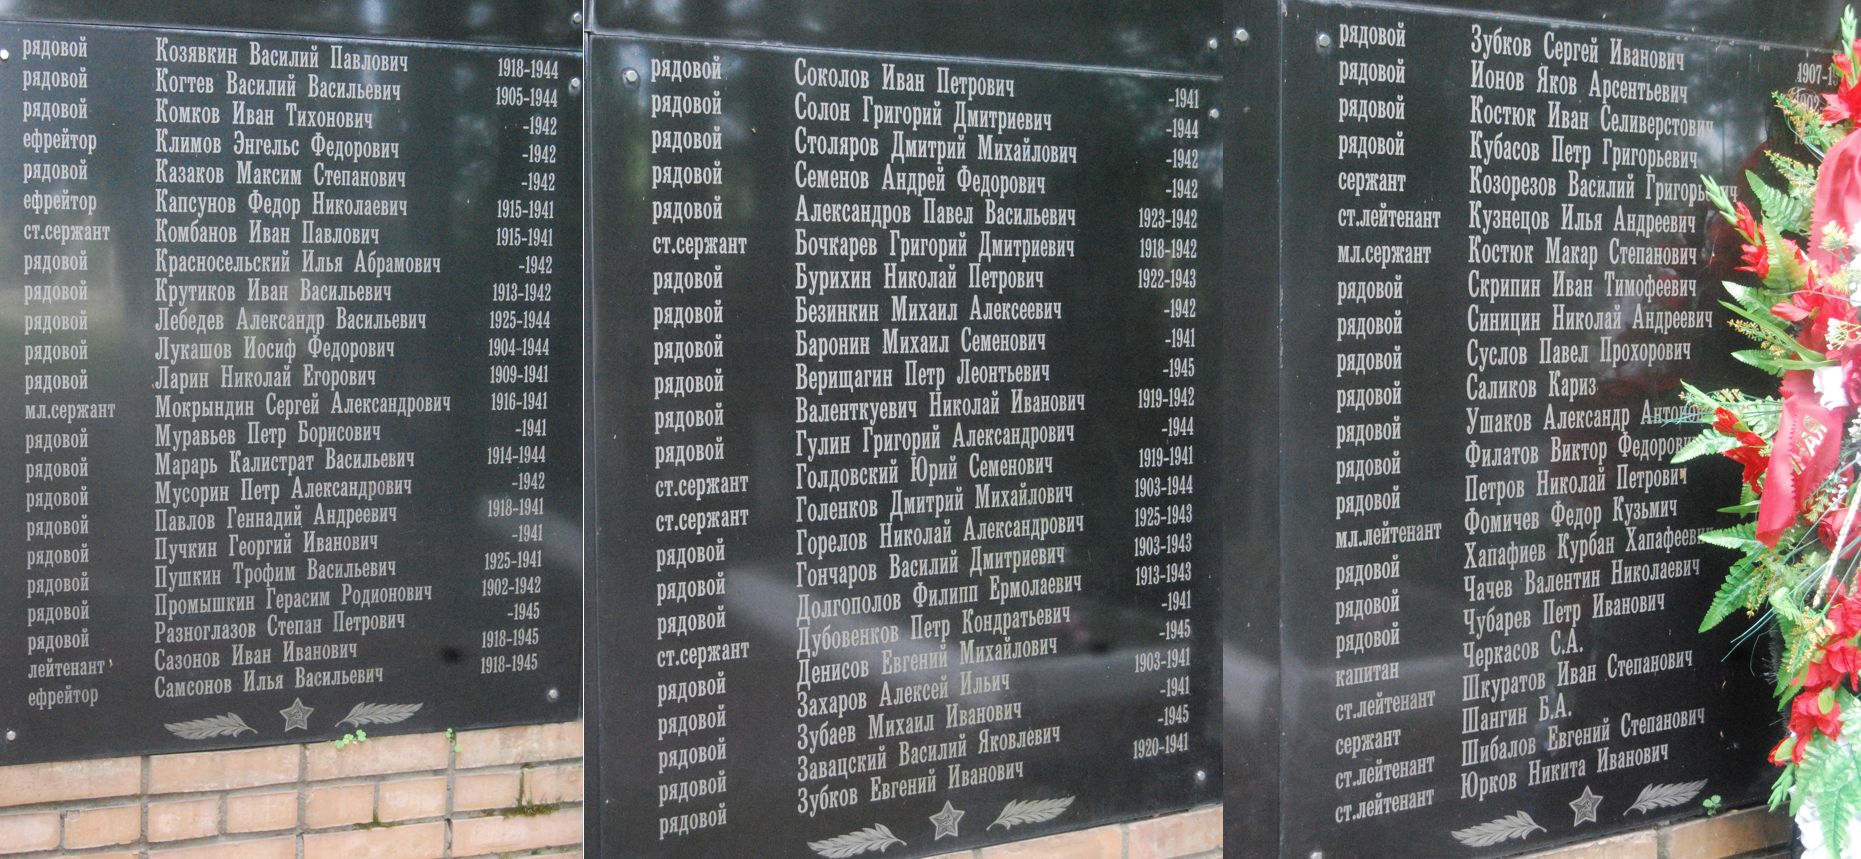 рядовой Козявкин Василий Павлович 1918-1944
рядовой Когтев Василий Васильевич 1905-1944
рядовой Комков Иван Тихонович -1942
ефрейтор Климов Энгельс Федорович -1942
рядовой Казаков Максим Степанович -1942
ефрейтор Капсунов Федор Николаевич 1915-1941
ст.сержант Комбанов Иван Павлович 1915-1941
рядовой Красносельский Илья Абрамович -1942
рядовой Крутиков Иван Васильевич 1913-1942
рядовой Лебедев Александр Васильевич 1925-1944
рядовой Лукашов Иосиф Федорович 1904-1944
рядовой Ларин Николай Егорович 1909-1941
мл.сержант Мокрындин Сергей Александрович 1916-1941
рядовой Муравьев Петр Борисович -1941
рядовой Марарь Калистрат Васильевич 1914-1944
рядовой Мусорин Петр Александрович -1942
рядовой Павлов Геннадий Андреевич 1918-1941
рядовой Пучкин Георгий Иванович -1941
рядовой Пушкин Трофим Васильевич 1925-1941
рядовой Промышкин Герасим Родионович 1902-1942
рядовой Разноглазов Степан Петрович -1945
лейтенант Сазонов Иван Иванович 1918-1945
ефрейтор Самсонов Илья Васильевич 1918-1945
рядовой Соколов Иван Петрович -1941
рядовой Солон Григорий Дмитриевич -1944
рядовой Столяров Дмитрий Михайлович -1942
рядовой Семенов Андрей Федорович -1942
рядовой Александров Павел Васильевич 1923-1942
ст.сержант Бочкарев Григорий Дмитриевич 1918-1942
рядовой Бурихин Николай Петрович 1922-1943
рядовой Безинкин Михаил Алексеевич -1942
рядовой Баронин Михаил Семенович -1941
рядовой Верищагин Петр Леонтьевич -1945
рядовой Валенткуевич Николай Иванович 1919-1942
рядовой Гулин Григорий Александрович -1944
ст.сержант Голдовский Юрий Семенович 1919-1941
ст.сержант Голенков Дмитрий Михайлович 1903-1944
рядовой Горелов Николай Александрович 1925-1943
рядовой Гончаров Василий Дмитриевич 1903-1943
рядовой Долгополов Филипп Ермолаевич 1913-1943
ст.сержант Дубовенков Петр Кондратьевич -1941
рядовой Денисов Евгений Михайлович -1945
рядовой Захаров Алексей Ильич 1903-1941
рядовой Зубаев Михаил Иванович -1941
рядовой Завацский Василий Яковлевич -1945
рядовой Зубков Евгений Иванович 1920-1941
рядовой Зубков Сергей Иванович 1907-1
рядовой Ионов Яков Арсентьевич 1902-
рядовой Костюк Иван Селиверстович
рядовой Кубасов Петр Григорьевич
сержант Козорезов Василий Григорьевич
ст.лейтенант Кузнецов Илья Андреевич
мл.сержант Костюк Макар Степанович
рядовой Скрипин Иван Тимофеевич
рядовой Синицин Николай Андреевич
рядовой Суслов Павел Прохорович
рядовой Саликов Кариз
рядовой Ушаков Александр Антонов
рядовой Филатов Виктор Федорович
рядовой Петров Николай Петрович
мл.лейтенант Фомичев Федор Кузьмич
рядовой Хапафиев Курбан Хапафеевич
рядовой Чачев Валентин Николаевич
рядовой Чубарев Петр Иванович
капитан Черкасов С.А.
ст.лейтенант Шкуратов Иван Степанович
сержант Шангин Б.А.
ст.лейтенант Шибалов Евгений Степанович
ст.лейтенант Юрков Никита Иванович